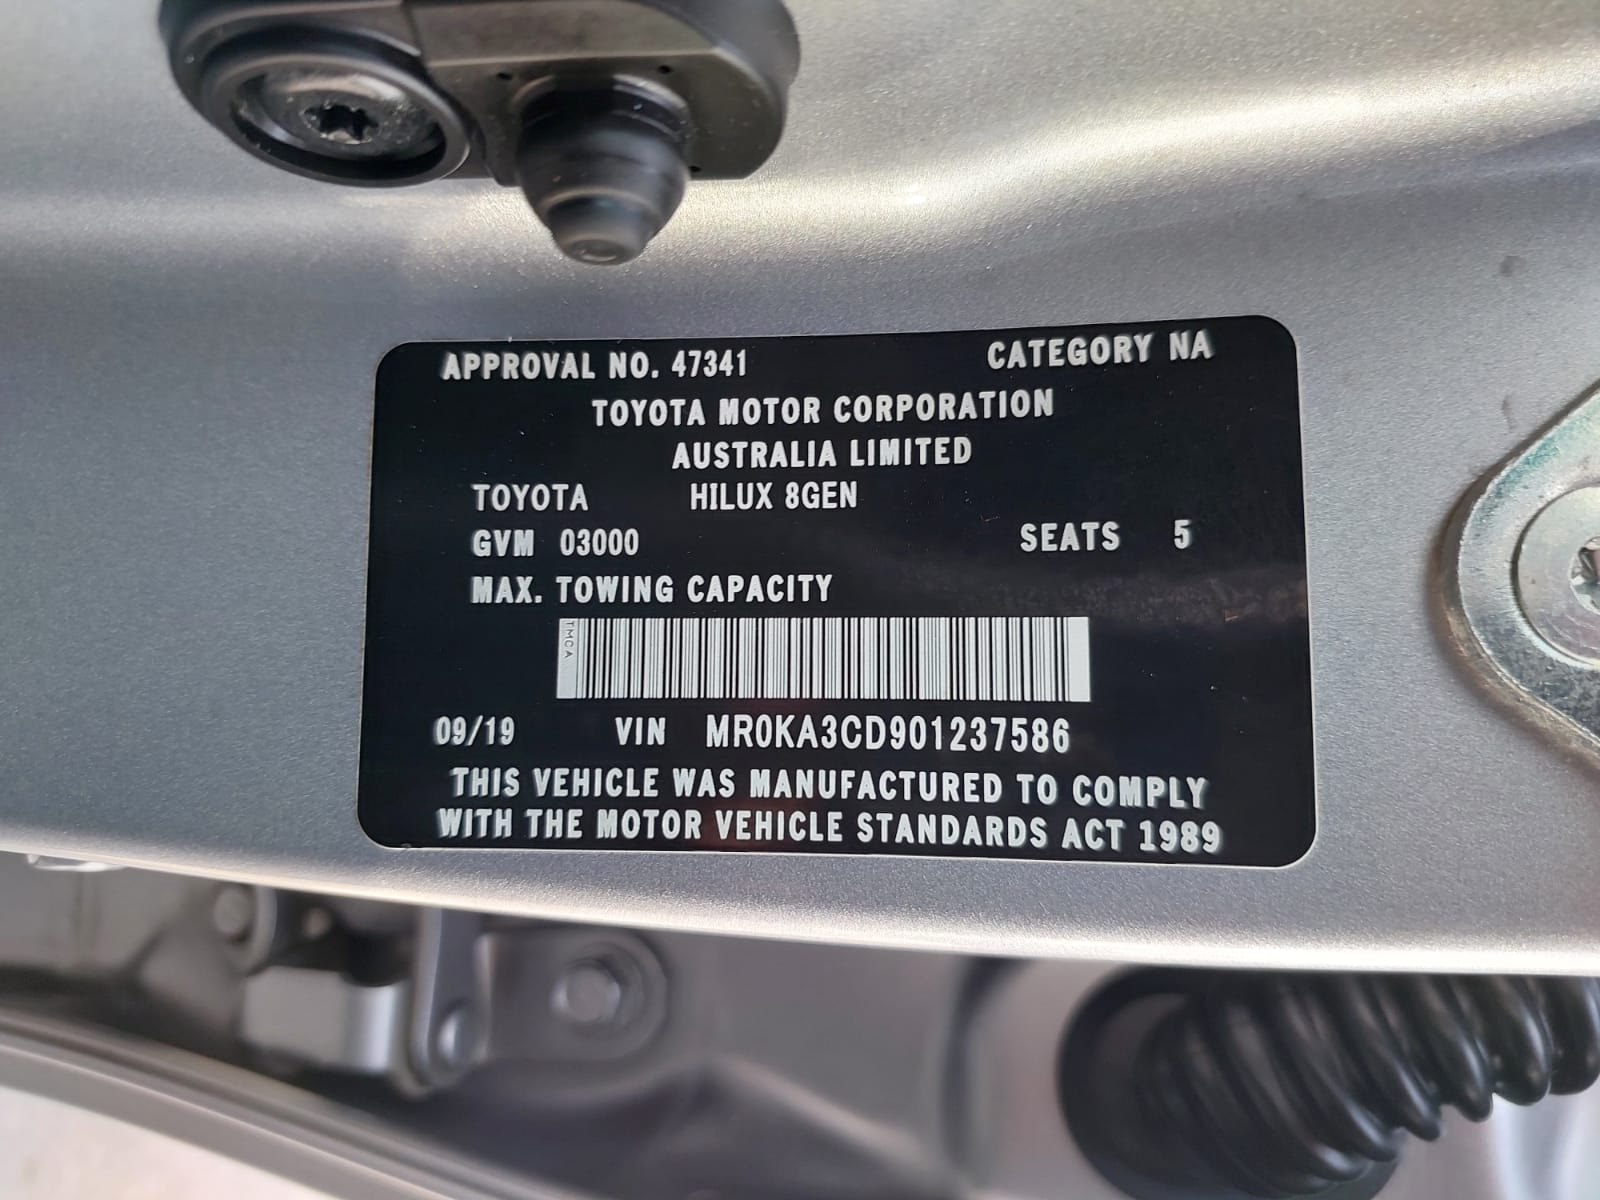 APPROVAL NO. 47341 CATEGORY NA
TOYOTA MOTOR CORPORATION
AUSTRALIA LIMITED
TOYOTA HILUX 8GEN
GVM 03000 SEATS 5
MAX. TOWING CAPACITY
TMCA
09/19 VIN MR0KA3CD901237586
THIS VEHICLE WAS MANUFACTURED TO COMPLY
WITH THE MOTOR VEHICLE STANDARDS ACT 1989